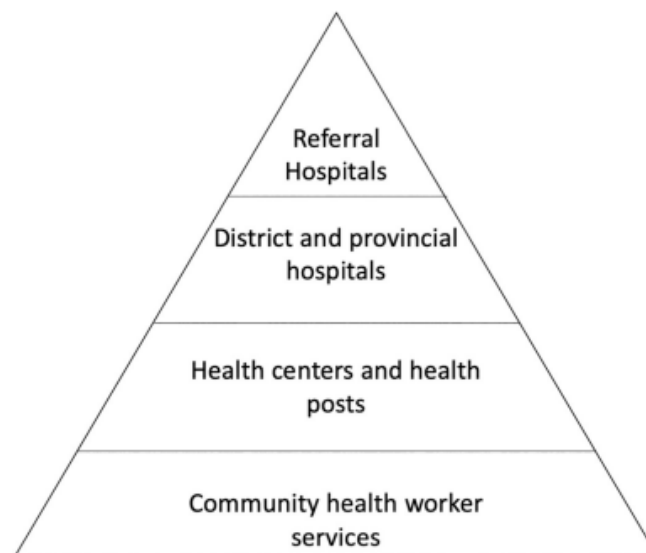 Referral
Hospitals
District and provincial
hospitals
Health centers and health
posts
Community health worker
services